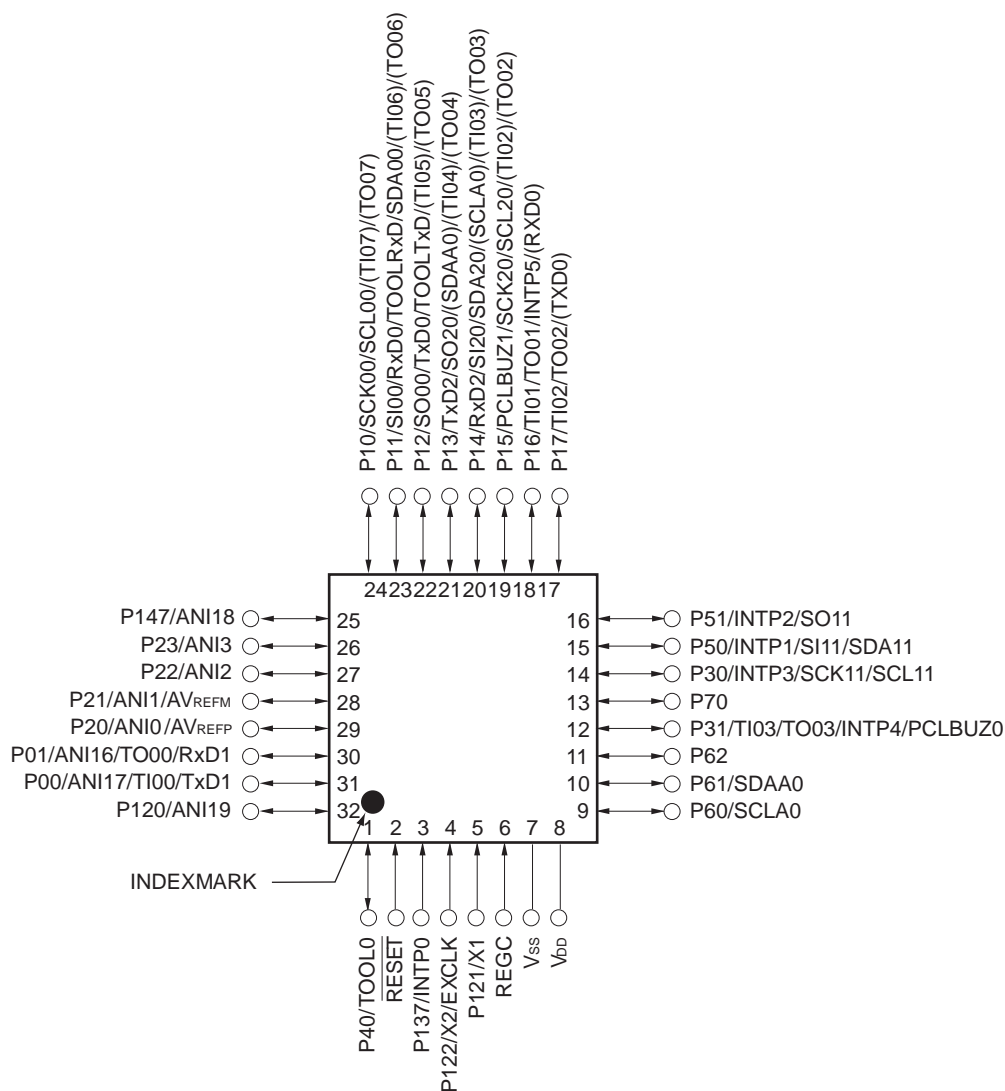 P10/SCK00/SCL00/(TI07)/(TO07)
P11/SI00/RxD0/TOOLRxD/SDA00/(TI06)/(TO06)
P12/SO00/TxD0/TOOLTxD/(TI05)/(TO05)
P13/TxD2/SO20/(SDAA0)/(TI04)/(TO04)
P14/RxD2/SI20/SDA20/(SCLA0)/(TI03)/(TO03)
P15/PCLBUZ1/SCK20/SCL20/(TI02)/(TO02)
P16/TI01/TO01/INTP5/(RXD0)
P17/TI02/TO02/(TXD0)
24 23 22 21 20 19 18 17
P147/ANI18 25
P23/ANI3 26
P22/ANI2 27
P21/ANI1/AVREFM 28
P20/ANI0/AVREFP 29
P01/ANI16/TO00/RxD1 30
P00/ANI17/TI00/TxD1 31
P120/ANI19 32
16 P51/INTP2/SO11
15 P50/INTP1/SI11/SDA11
14 P30/INTP3/SCK11/SCL11
13 P70
12 P31/TI03/TO03/INTP4/PCLBUZ0
11 P62
10 P61/SDAA0
9 P60/SCLA0
1 2 3 4 5 6 7 8
INDEXMARK
P40/TOOL0
RESET
P137/INTP0
P122/X2/EXCLK
P121/X1
REGC
VSS
VDD